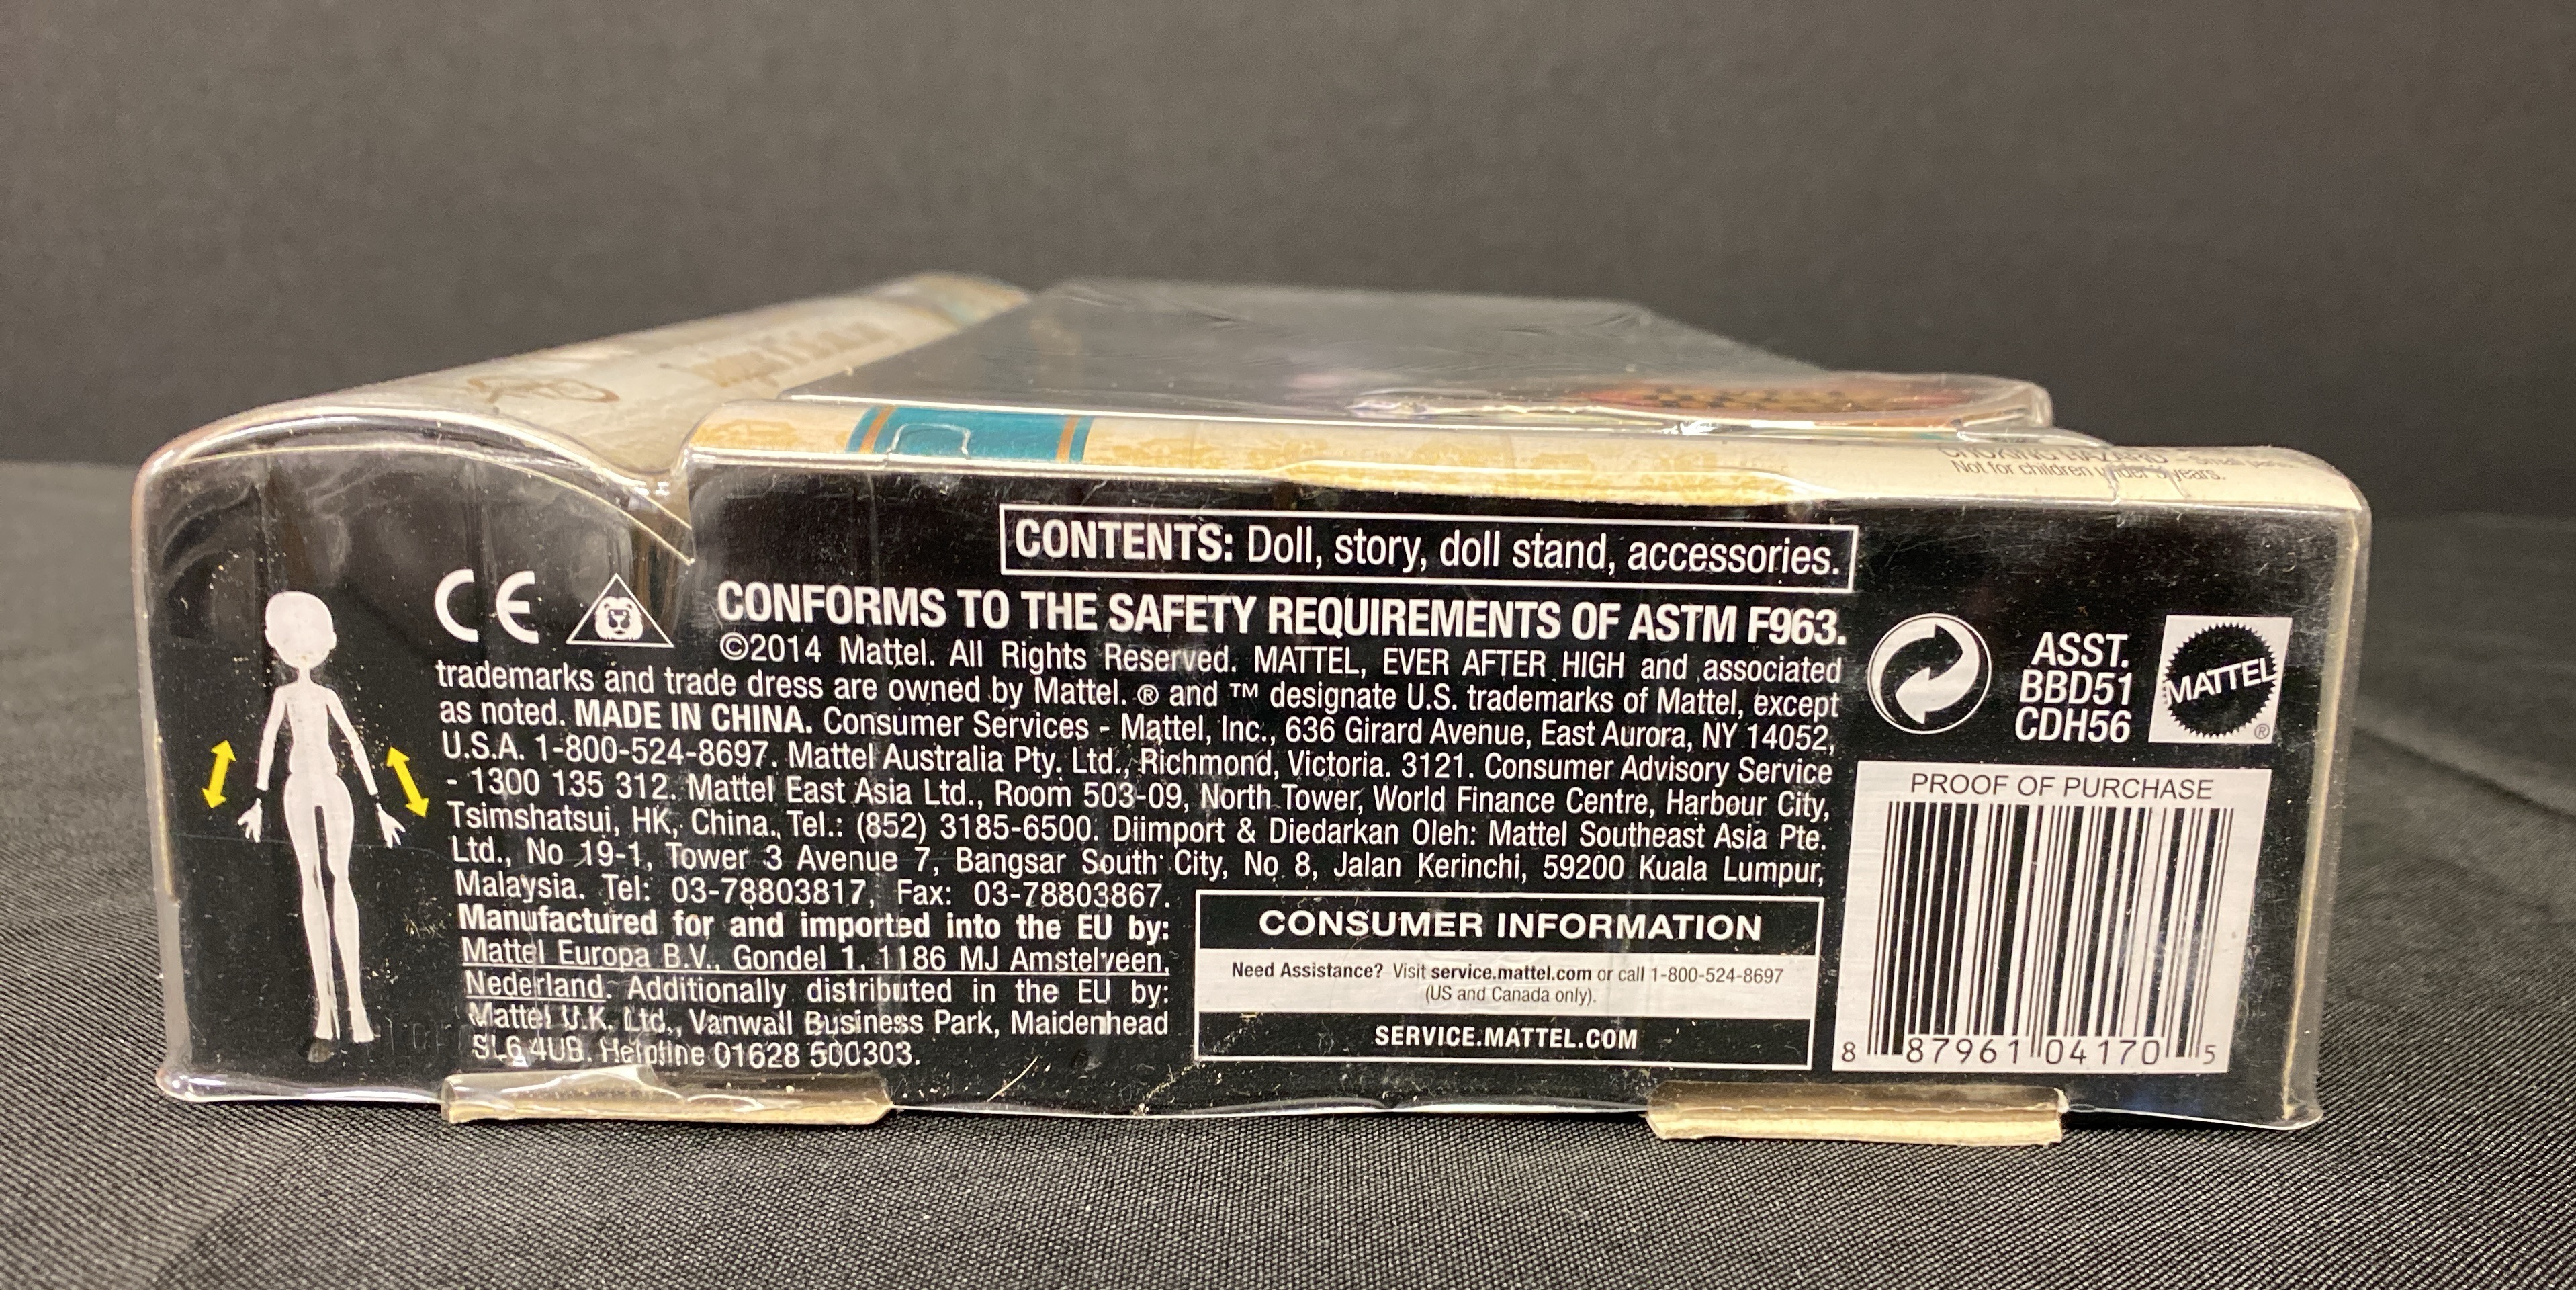 Not for children under 3 years.
CONTENTS: Doll, story, doll stand, accessories.
CE
CONFORMS TO THE SAFETY REQUIREMENTS OF ASTM F963.
©2014 Mattel. All Rights Reserved. MATTEL, EVER AFTER HIGH and associated
trademarks and trade dress are owned by Mattel. ® and ™ designate U.S. trademarks of Mattel, except
as noted. MADE IN CHINA. Consumer Services - Mattel, Inc., 636 Girard Avenue, East Aurora, NY 14052,
U.S.A. 1-800-524-8697. Mattel Australia Pty. Ltd., Richmond, Victoria. 3121. Consumer Advisory Service
- 1300 135 312. Mattel East Asia Ltd., Room 503-09, North Tower, World Finance Centre, Harbour City,
Tsimshatsui, HK, China. Tel.: (852) 3185-6500. Diimport & Diedarkan Oleh: Mattel Southeast Asia Pte.
Ltd., No 19-1, Tower 3 Avenue 7, Bangsar South City, No 8, Jalan Kerinchi, 59200 Kuala Lumpur,
Malaysia. Tel: 03-78803817, Fax: 03-78803867.
Manufactured for and imported into the EU by:
Mattel Europa B.V., Gondel 1, 1186 MJ Amstelveen,
Nederland. Additionally distributed in the EU by:
Mattel U.K. Ltd., Vanwall Business Park, Maidenhead
SL6 4UB. Helpline 01628 500303.
CONSUMER INFORMATION
Need Assistance? Visit service.mattel.com or call 1-800-524-8697
(US and Canada only).
SERVICE.MATTEL.COM
ASST.
BBD51
CDH56
MATTEL
®
PROOF OF PURCHASE
8 87961 04170 5